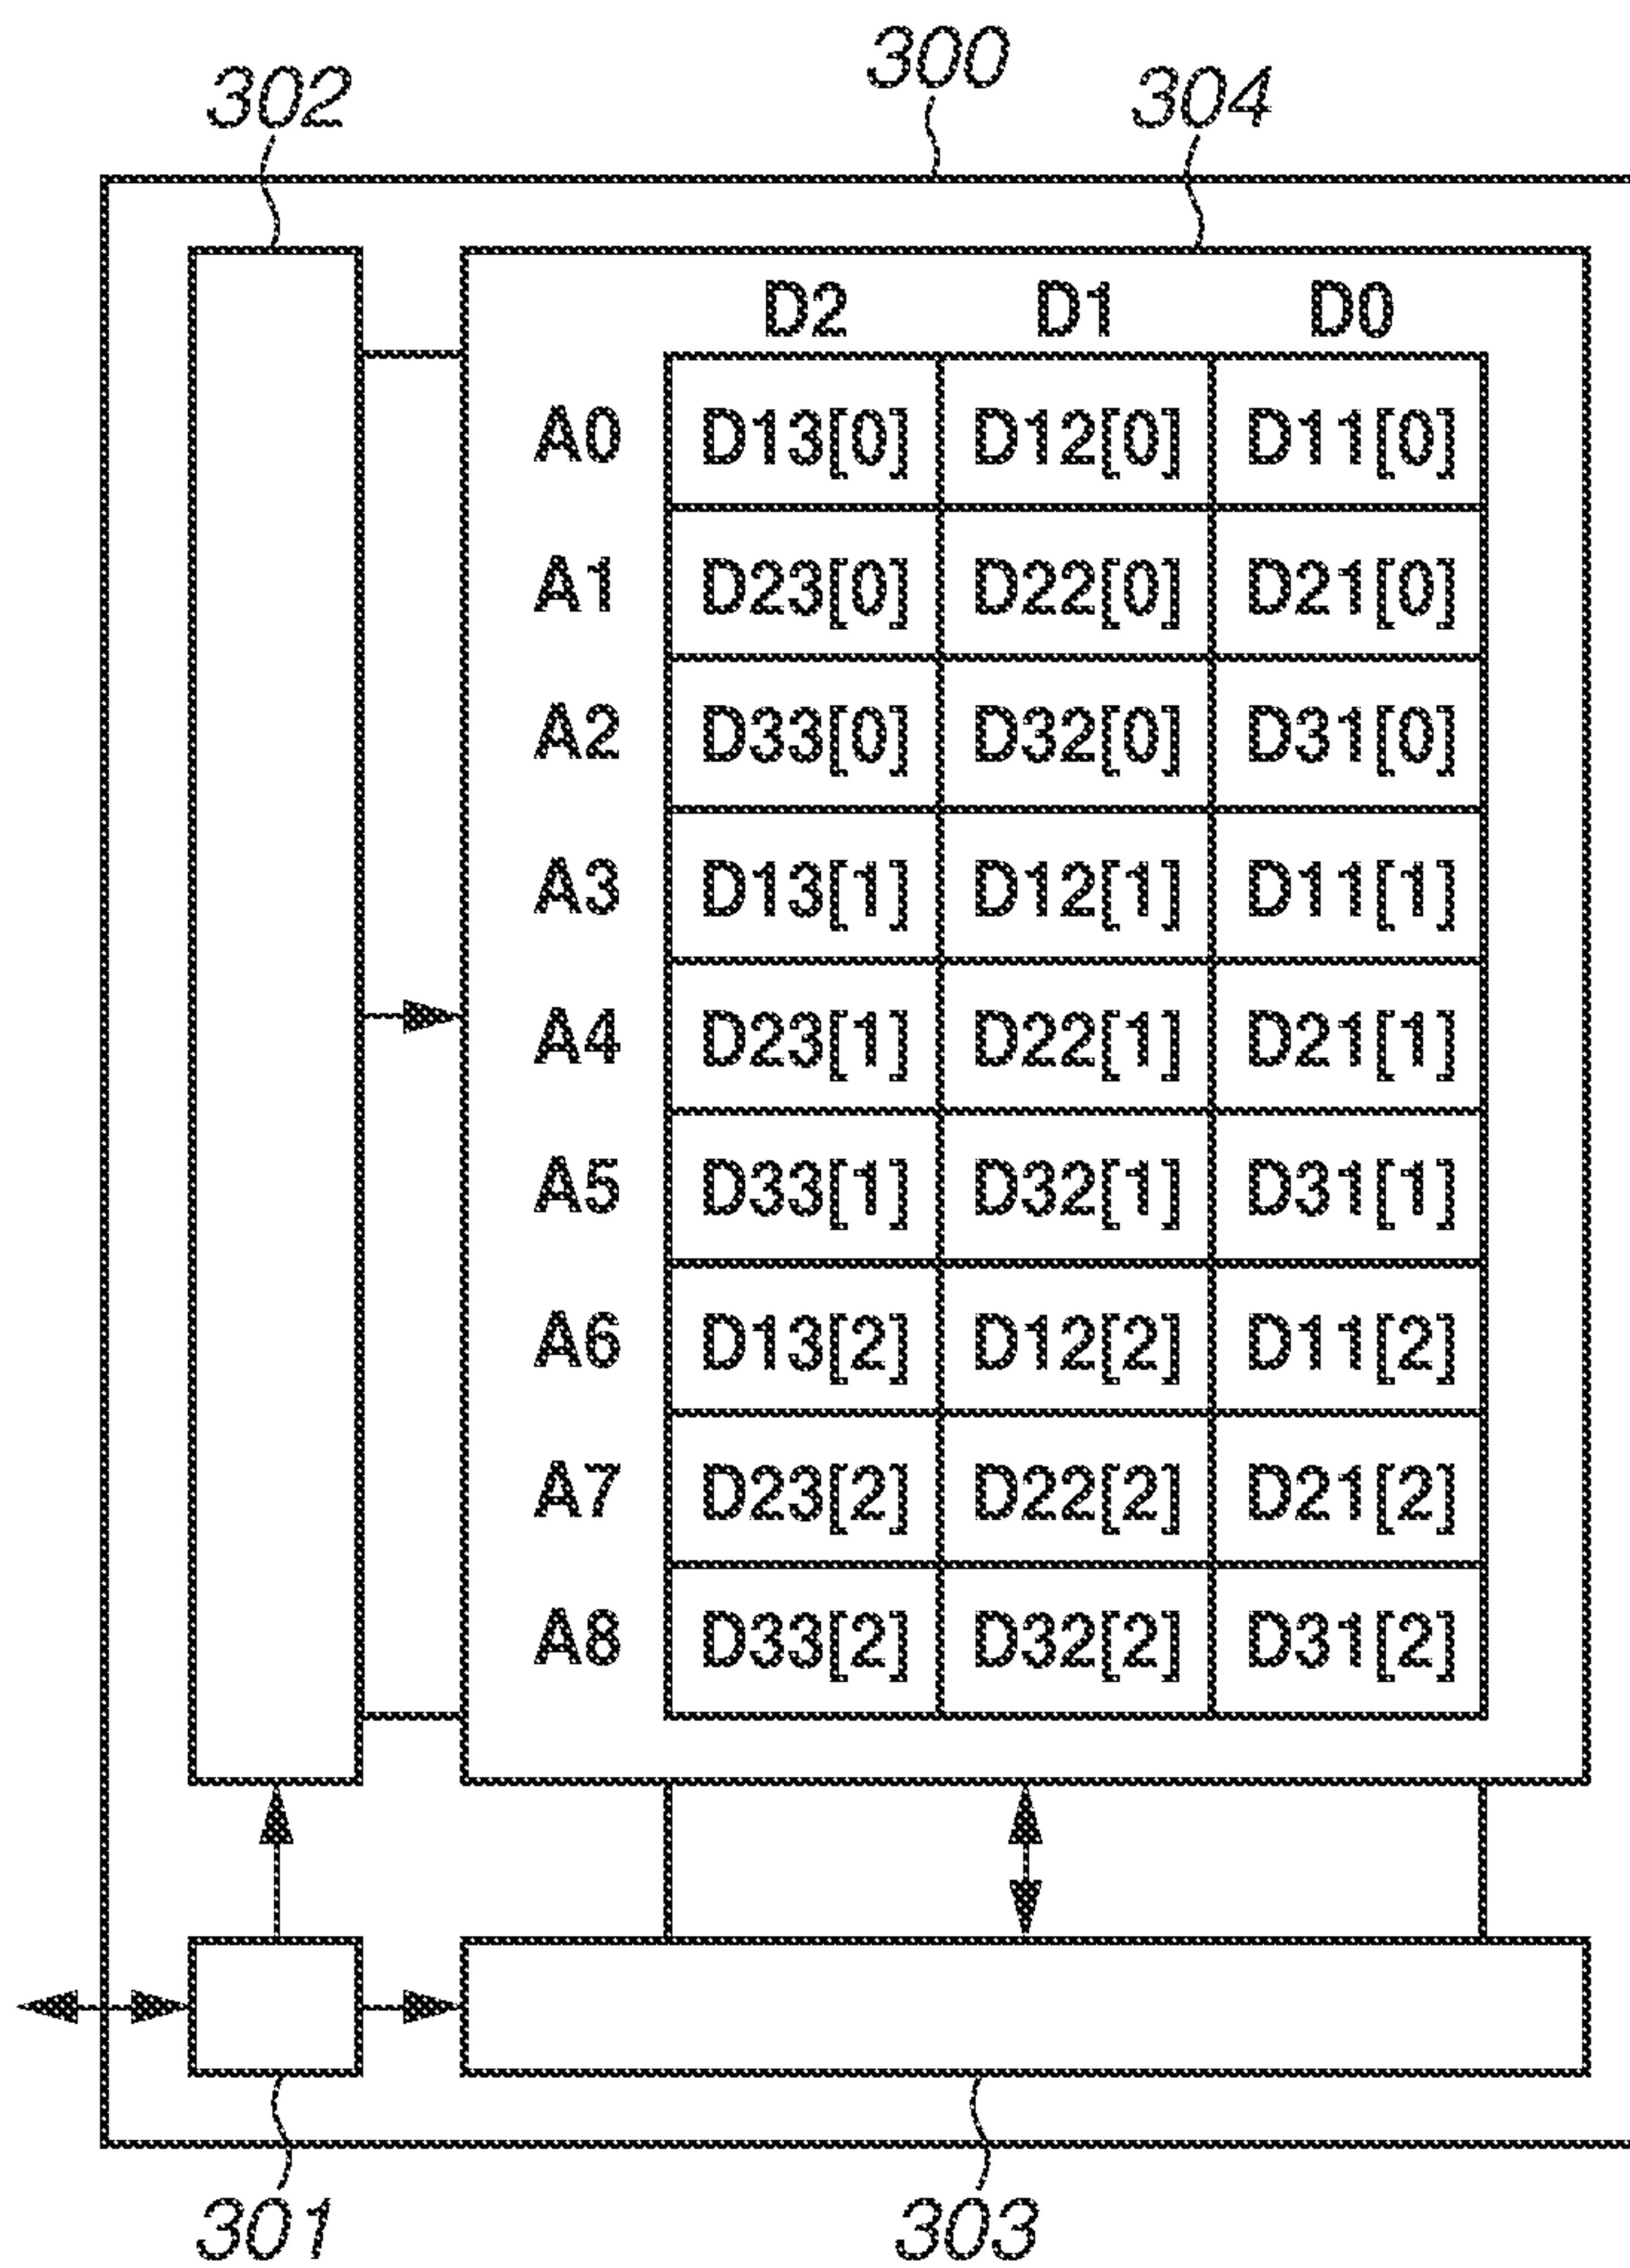 300
302 304
D2 D1 D0
A0 D13[0] D12[0] D11[0]
A1 D23[0] D22[0] D21[0]
A2 D33[0] D32[0] D31[0]
A3 D13[1] D12[1] D11[1]
A4 D23[1] D22[1] D21[1]
A5 D33[1] D32[1] D31[1]
A6 D13[2] D12[2] D11[2]
A7 D23[2] D22[2] D21[2]
A8 D33[2] D32[2] D31[2]
301 303